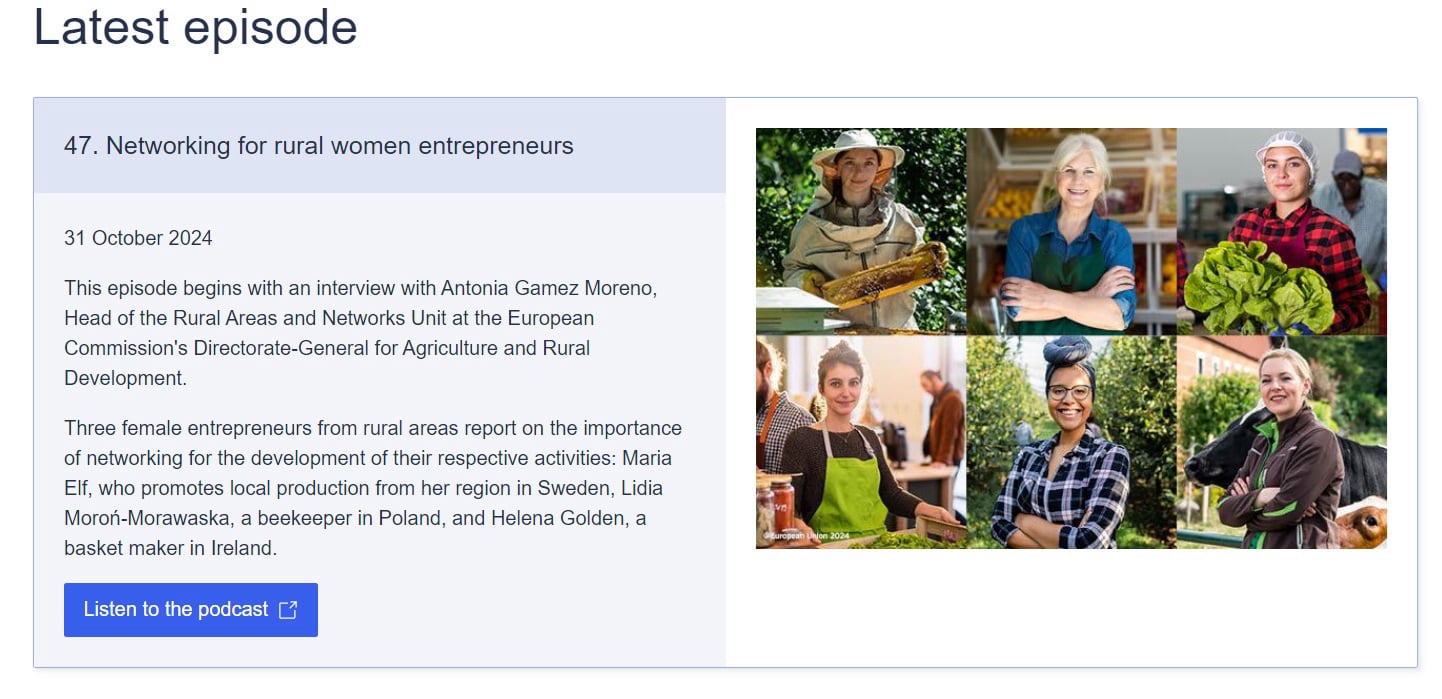 Latest episode
47. Networking for rural women entrepreneurs
31 October 2024
This episode begins with an interview with Antonia Gamez Moreno,
Head of the Rural Areas and Networks Unit at the European
Commission's Directorate-General for Agriculture and Rural
Development.
Three female entrepreneurs from rural areas report on the importance
of networking for the development of their respective activities: Maria
Elf, who promotes local production from her region in Sweden, Lidia
Moroń-Morawaska, a beekeeper in Poland, and Helena Golden, a
basket maker in Ireland.
Listen to the podcast
©European Union 2024